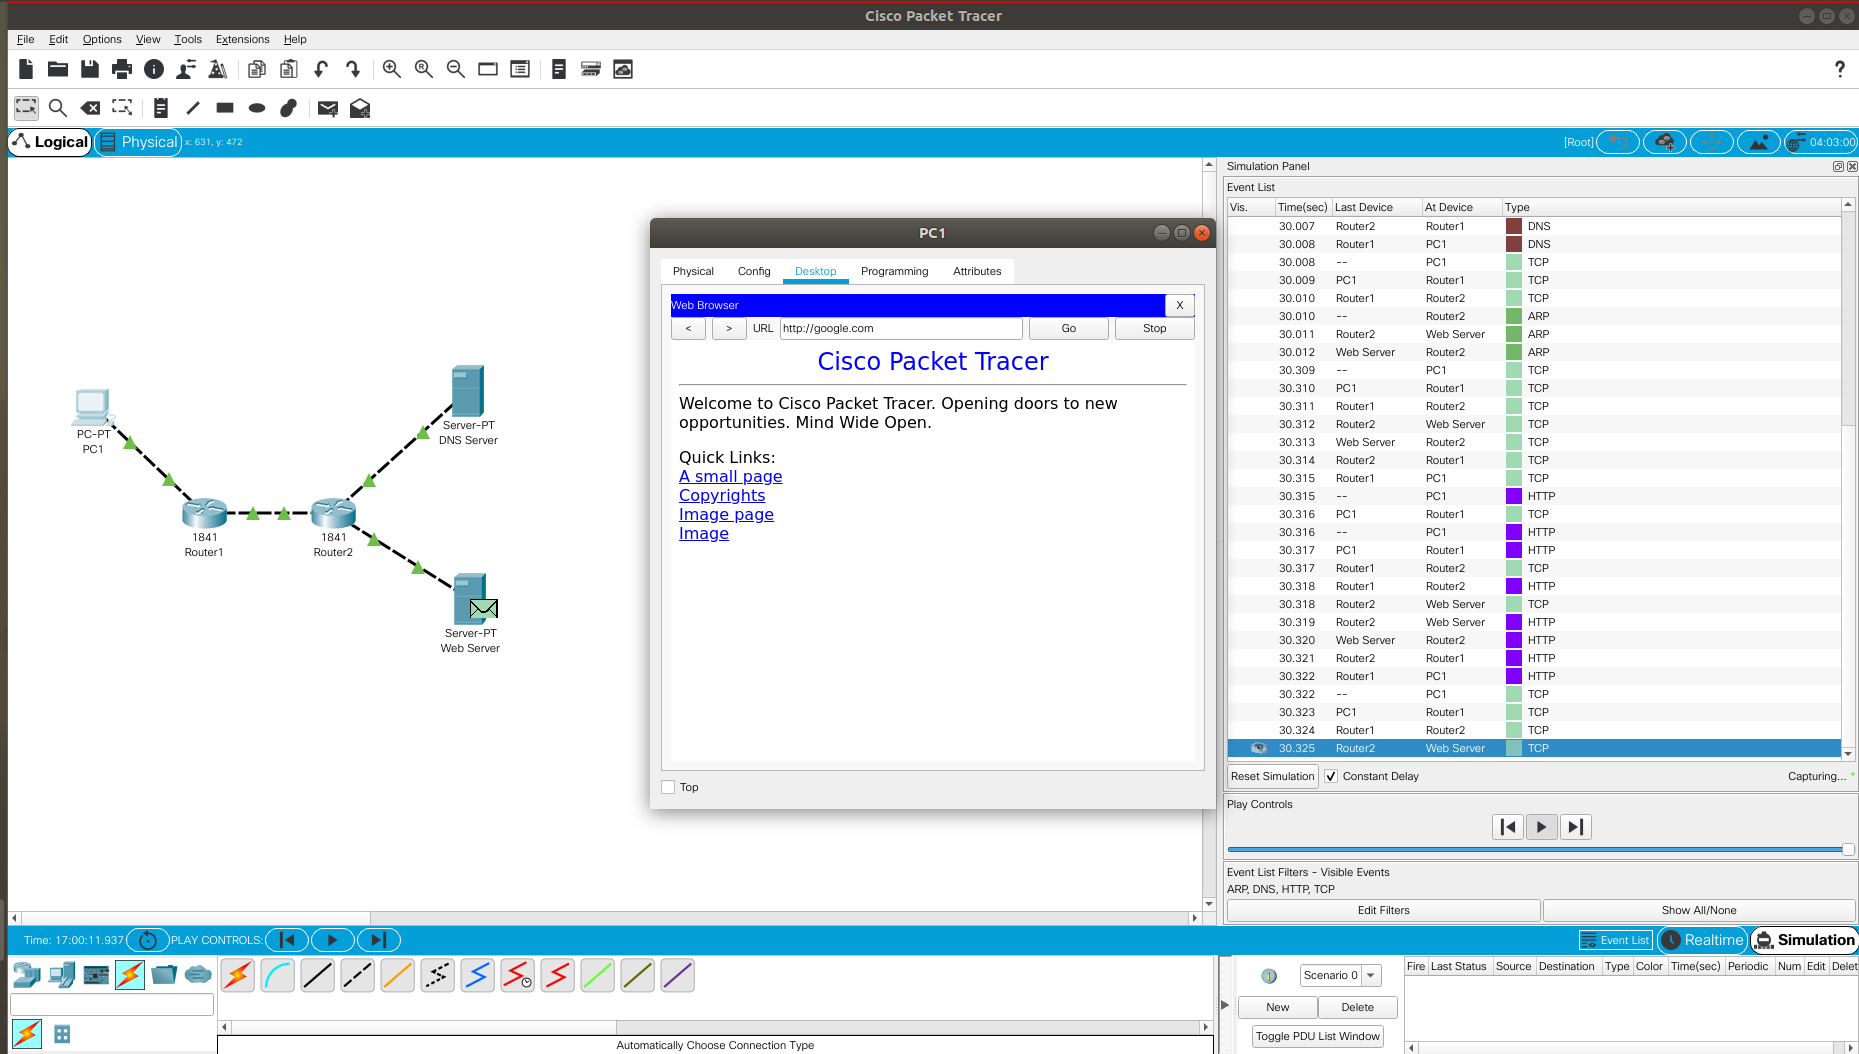 Cisco Packet Tracer
File Edit Options View Tools Extensions Help
?
Logical Physical x: 631, y: 472 [Root] 04:03:00
PC-PT
PC1
1841
Router1
1841
Router2
Server-PT
DNS Server
Server-PT
Web Server
PC1
Physical Config Desktop Programming Attributes
Web Browser X
< > URL http://google.com Go Stop
Cisco Packet Tracer
Welcome to Cisco Packet Tracer. Opening doors to new
opportunities. Mind Wide Open.
Quick Links:
A small page
Copyrights
Image page
Image
Top
Simulation Panel
Event List
Vis. Time(sec) Last Device At Device Type
30.007 Router2 Router1 DNS
30.008 Router1 PC1 DNS
30.008 -- PC1 TCP
30.009 PC1 Router1 TCP
30.010 Router1 Router2 TCP
30.010 -- Router2 ARP
30.011 Router2 Web Server ARP
30.012 Web Server Router2 ARP
30.309 -- PC1 TCP
30.310 PC1 Router1 TCP
30.311 Router1 Router2 TCP
30.312 Router2 Web Server TCP
30.313 Web Server Router2 TCP
30.314 Router2 Router1 TCP
30.315 Router1 PC1 TCP
30.315 -- PC1 HTTP
30.316 PC1 Router1 TCP
30.316 -- PC1 HTTP
30.317 PC1 Router1 HTTP
30.317 Router1 Router2 TCP
30.318 Router1 Router2 HTTP
30.318 Router2 Web Server TCP
30.319 Router2 Web Server HTTP
30.320 Web Server Router2 HTTP
30.321 Router2 Router1 HTTP
30.322 Router1 PC1 HTTP
30.322 -- PC1 TCP
30.323 PC1 Router1 TCP
30.324 Router1 Router2 TCP
30.325 Router2 Web Server TCP
Reset Simulation Constant Delay Capturing... *
Play Controls
Event List Filters - Visible Events
ARP, DNS, HTTP, TCP
Edit Filters Show All/None
Time: 17:00:11.937 PLAY CONTROLS: Event List Realtime Simulation
Scenario 0
New Delete
Toggle PDU List Window
Fire Last Status Source Destination Type Color Time(sec) Periodic Num Edit Delet
Automatically Choose Connection Type